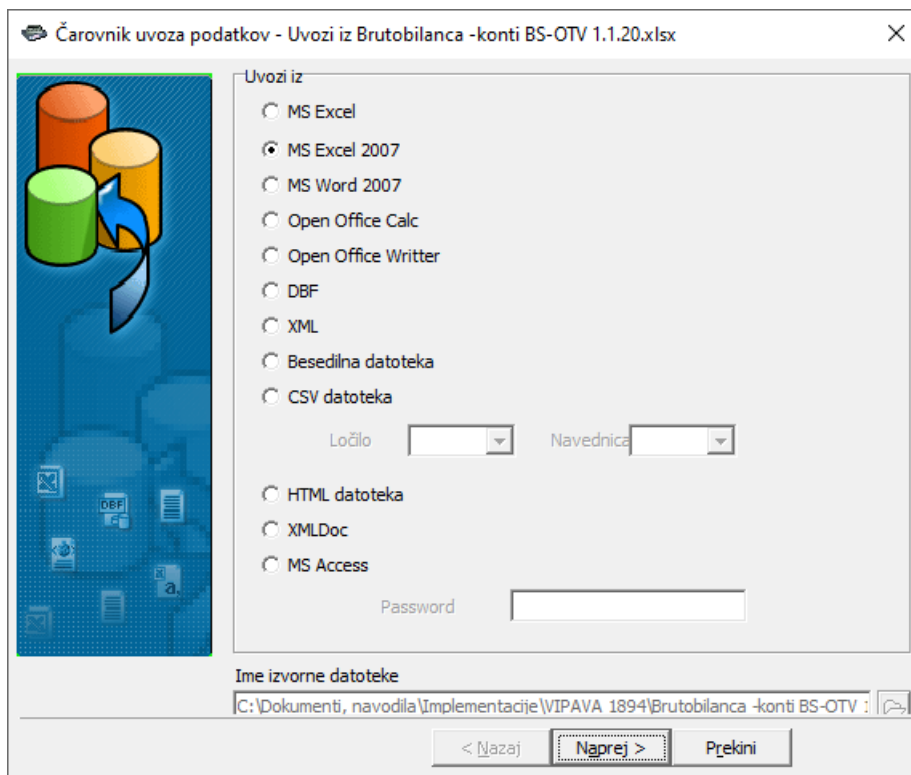 Čarovnik uvoza podatkov - Uvozi iz Brutobilanca -konti BS-OTV 1.1.20.xlsx
Uvozi iz
MS Excel
MS Excel 2007
MS Word 2007
Open Office Calc
Open Office Writter
DBF
XML
Besedilna datoteka
CSV datoteka
Ločilo Navednica
HTML datoteka
XMLDoc
MS Access
Password
DBF
a,
Ime izvorne datoteke
C:\Dokumenti, navodila\Implementacije\VIPAVA 1894\Brutobilanca -konti BS-OTV 1
< Nazaj Naprej > Prekini